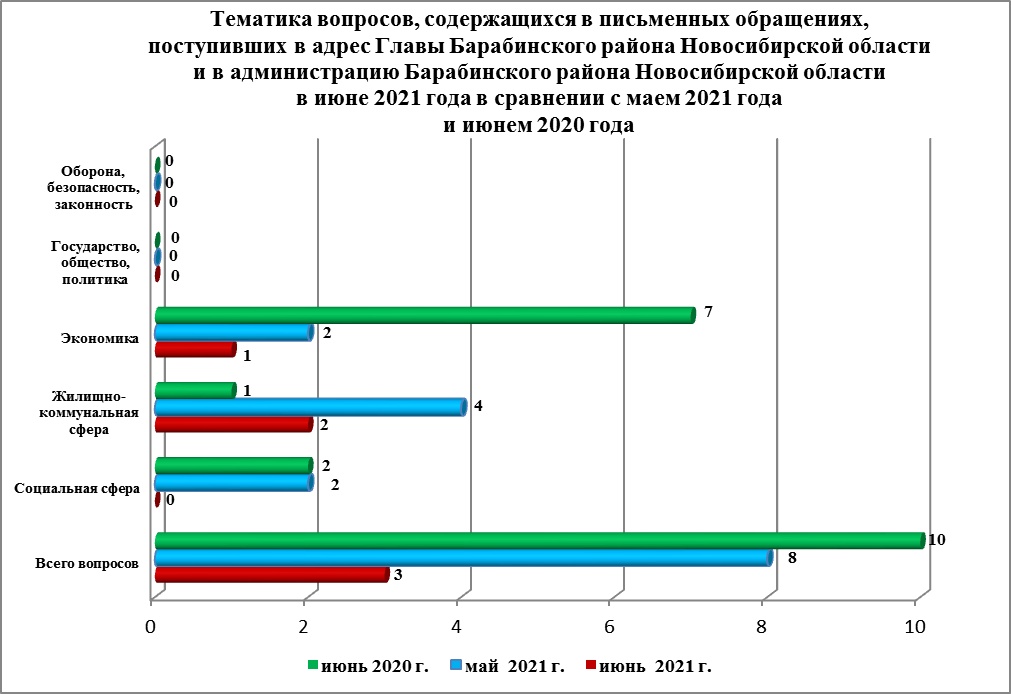 Тематика вопросов, содержащихся в письменных обращениях,
поступивших в адрес Главы Барабинского района Новосибирской области
и в администрацию Барабинского района Новосибирской области
в июне 2021 года в сравнении с маем 2021 года
и июнем 2020 года
Оборона,
безопасность,
законность
0
0
0
Государство,
общество,
политика
0
0
0
Экономика
7
2
1
Жилищно-
коммунальная
сфера
1
4
2
Социальная сфера
2
2
0
Всего вопросов
10
8
3
0 2 4 6 8 10
июнь 2020 г. май 2021 г. июнь 2021 г.